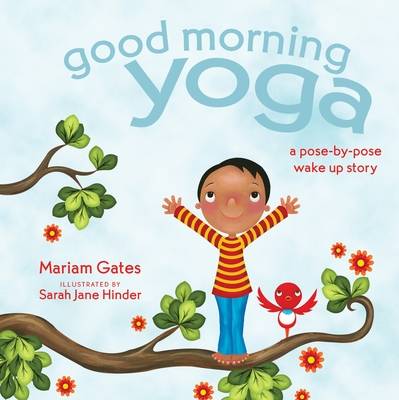 good morning
yoga
a pose-by-pose
wake up story
Mariam Gates
ILLUSTRATED BY
Sarah Jane Hinder